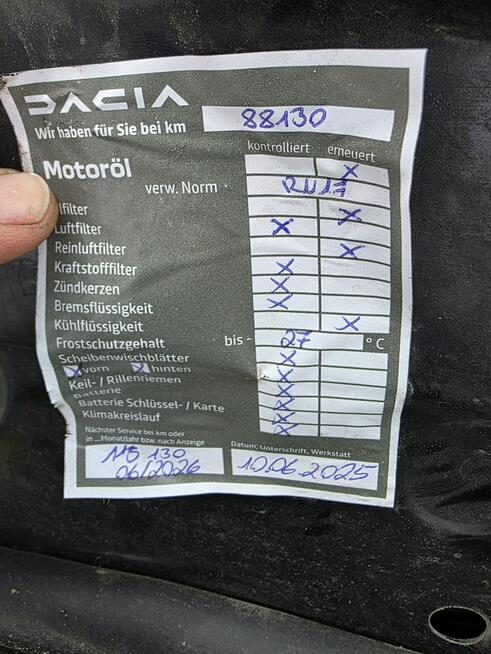 DACIA
Wir haben für Sie bei km 88130
kontrolliert erneuert
Motoröl X
verw. Norm RN17
lfilter X
Luftfilter X
Reinluftfilter X
Kraftstofffilter X
Zündkerzen X
Bremsflüssigkeit X
Kühlflüssigkeit X
Frostschutzgehalt bis - 27 °C
Scheibenwischblätter X
X vorn X hinten
Keil- / Rillenriemen X
Batterie X
Batterie Schlüssel- / Karte X
Klimakreislauf X
Nächster Service bei km oder
in ...Monat/Jahr bzw. nach Anzeige
Datum, Unterschrift, Werkstatt
118 130
06/2026
10.06.2025